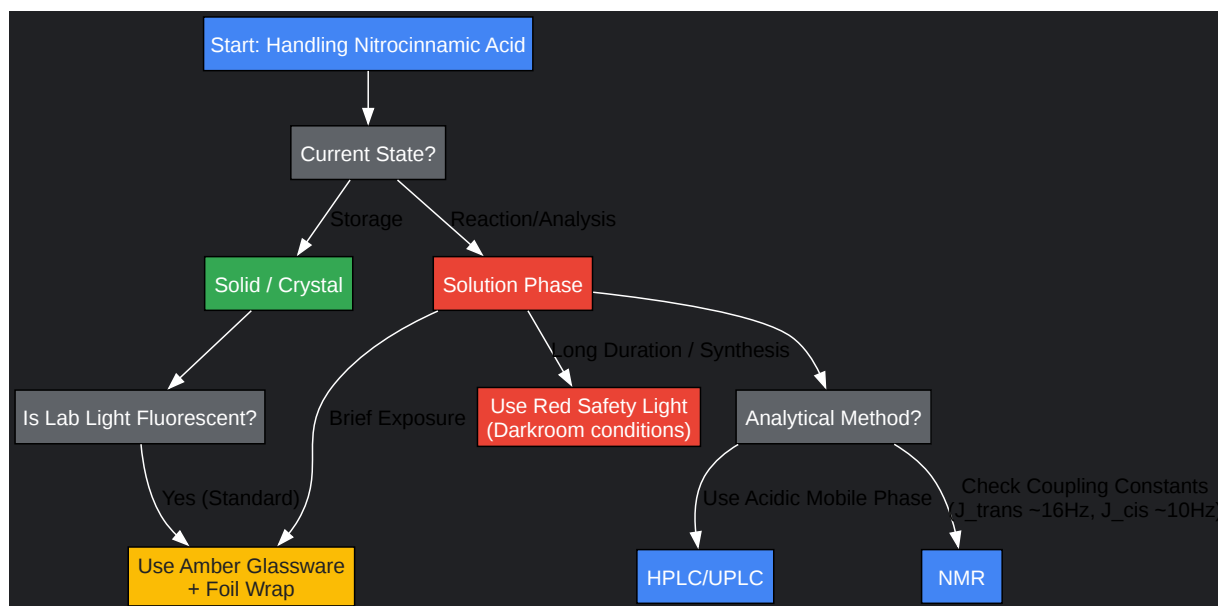 Start: Handling Nitrocinnamic Acid
Current State?
Storage
Reaction/Analysis
Solid / Crystal
Solution Phase
Long Duration / Synthesis
Is Lab Light Fluorescent?
Brief Exposure
Use Red Safety Light
(Darkroom conditions)
Analytical Method?
Yes (Standard)
Use Acidic Mobile Phase
Check Coupling Constants
(J_trans ~16Hz, J_cis ~10Hz)
Use Amber Glassware
+ Foil Wrap
HPLC/UPLC
NMR